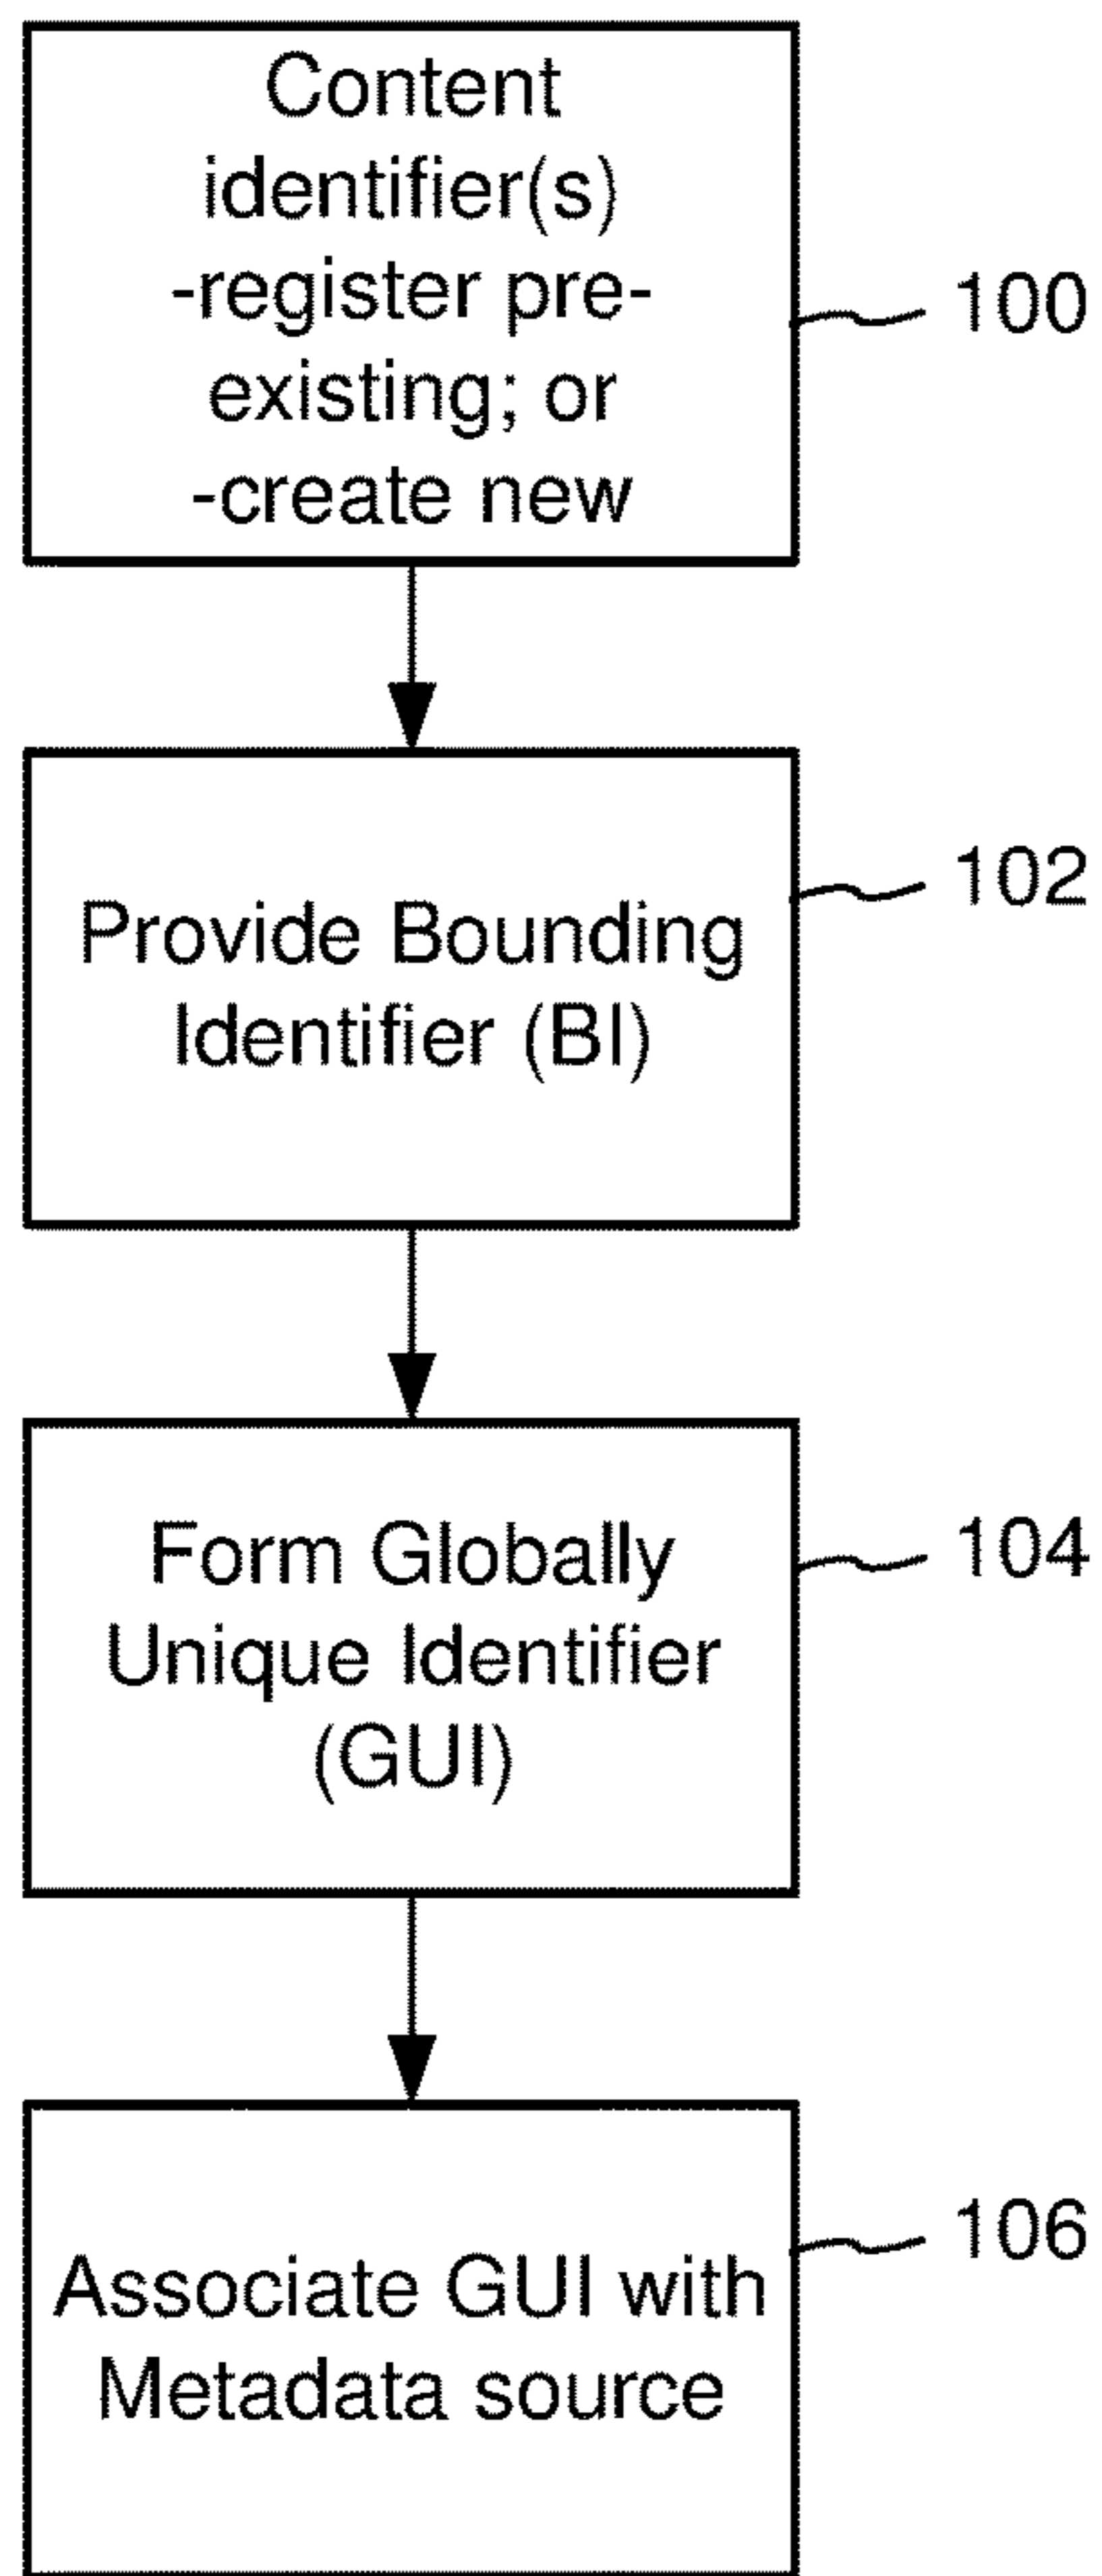 Content
identifier(s)
-register pre-
existing; or
-create new
100
Provide Bounding
Identifier (BI)
102
Form Globally
Unique Identifier
(GUI)
104
Associate GUI with
Metadata source
106